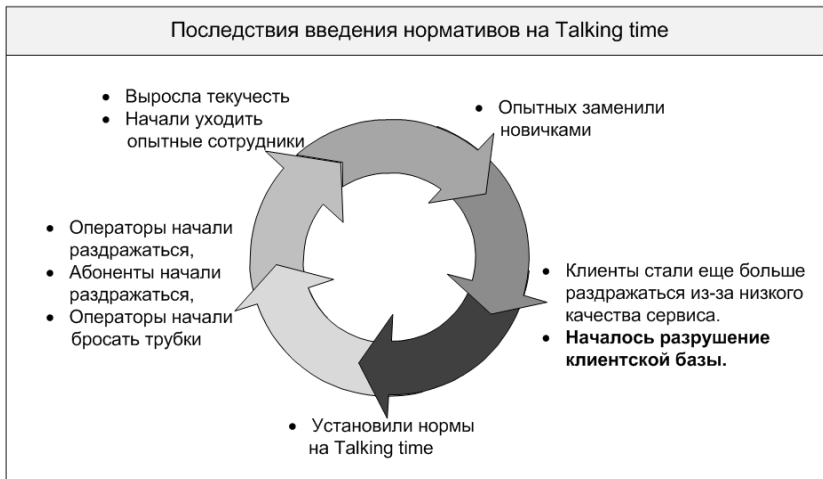 Последствия введения нормативов на Talking time
• Выросла текучесть
• Начали уходить
опытные сотрудники
• Опытных заменили
новичками
• Операторы начали
раздражаться,
• Абоненты начали
раздражаться,
• Операторы начали
бросать трубки
• Клиенты стали еще больше
раздражаться из-за низкого
качества сервиса.
• Началось разрушение
клиентской базы.
• Установили нормы
на Talking time